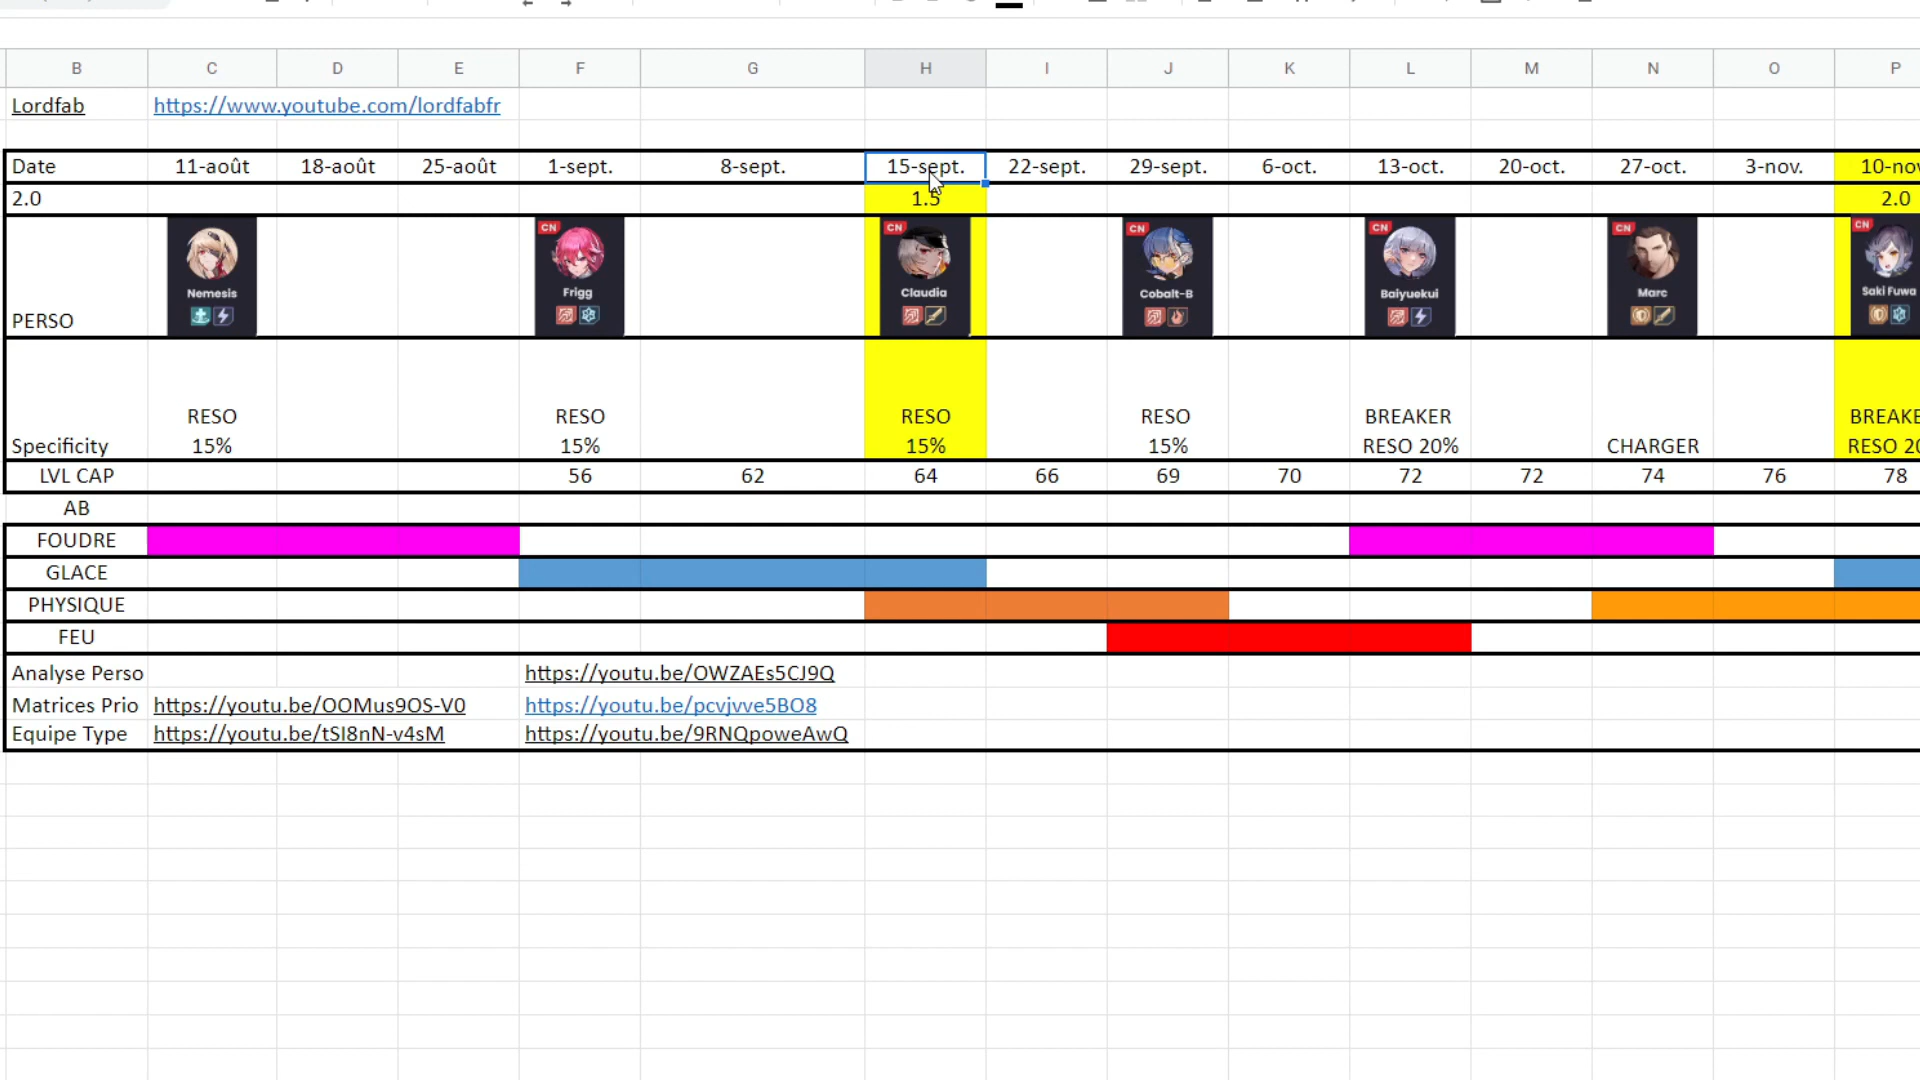 B C D E F G H I J K L M N O P
Lordfab https://www.youtube.com/lordfabfr
Date 11-août 18-août 25-août 1-sept. 8-sept. 15-sept. 22-sept. 29-sept. 6-oct. 13-oct. 20-oct. 27-oct. 3-nov. 10-nov
2.0 1.5 2.0
CN CN CN CN CN CN
Nemesis Frigg Claudia Cobalt-B Baiyuekui Marc Saki Fuwa
PERSO
RESO RESO RESO RESO BREAKER BREAKE
Specificity 15% 15% 15% 15% RESO 20% CHARGER RESO 20
LVL CAP 56 62 64 66 69 70 72 72 74 76 78
AB
FOUDRE
GLACE
PHYSIQUE
FEU
Analyse Perso https://youtu.be/OWZAEs5CJ9Q
Matrices Prio https://youtu.be/OOMus9OS-V0 https://youtu.be/pcvjvve5BO8
Equipe Type https://youtu.be/tSI8nN-v4sM https://youtu.be/9RNQpoweAwQ